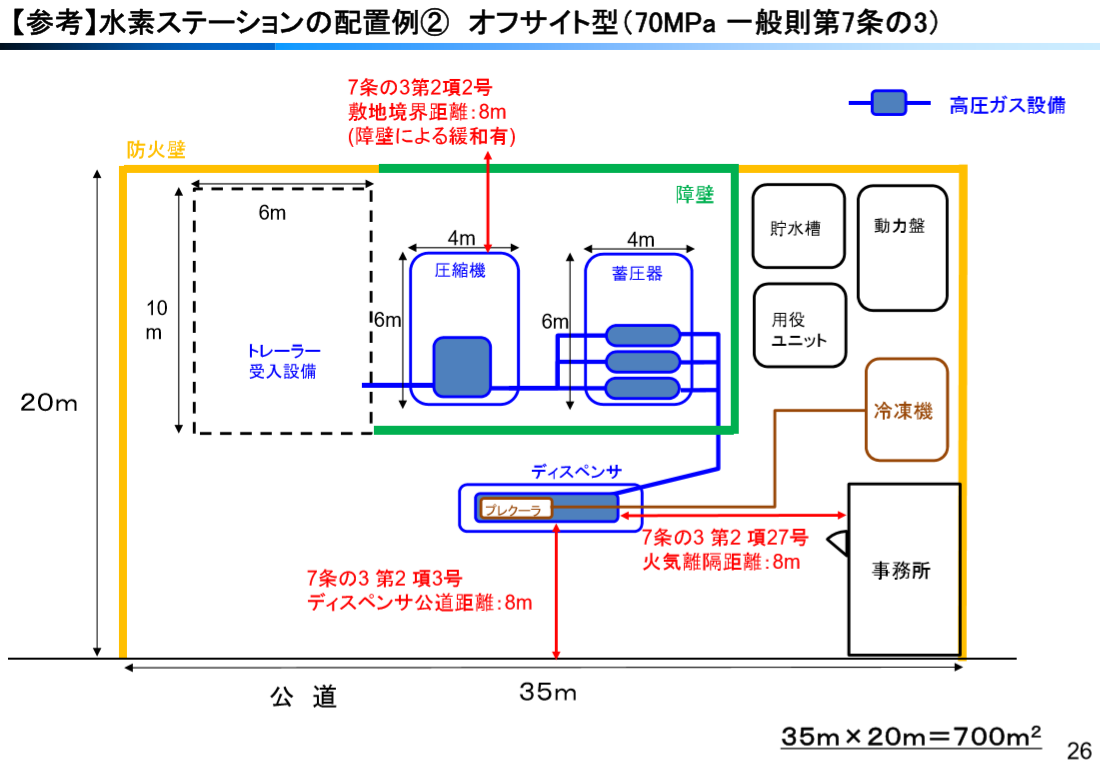 【参考】水素ステーションの配置例② オフサイト型（70MPa 一般則第7条の3）
7条の3第2項2号
敷地境界距離：8m
(障壁による緩和有)
高圧ガス設備
防火壁
障壁
6m
4m
4m
貯水槽
動力盤
圧縮機
蓄圧器
10
m
6m
6m
用役
ユニット
トレーラー
受入設備
20m
冷凍機
ディスペンサ
プレクーラ
7条の3 第2 項27号
火気離隔距離：8m
事務所
7条の3 第2 項3号
ディスペンサ公道距離：8m
公 道
35m
35m×20m＝700m²
26